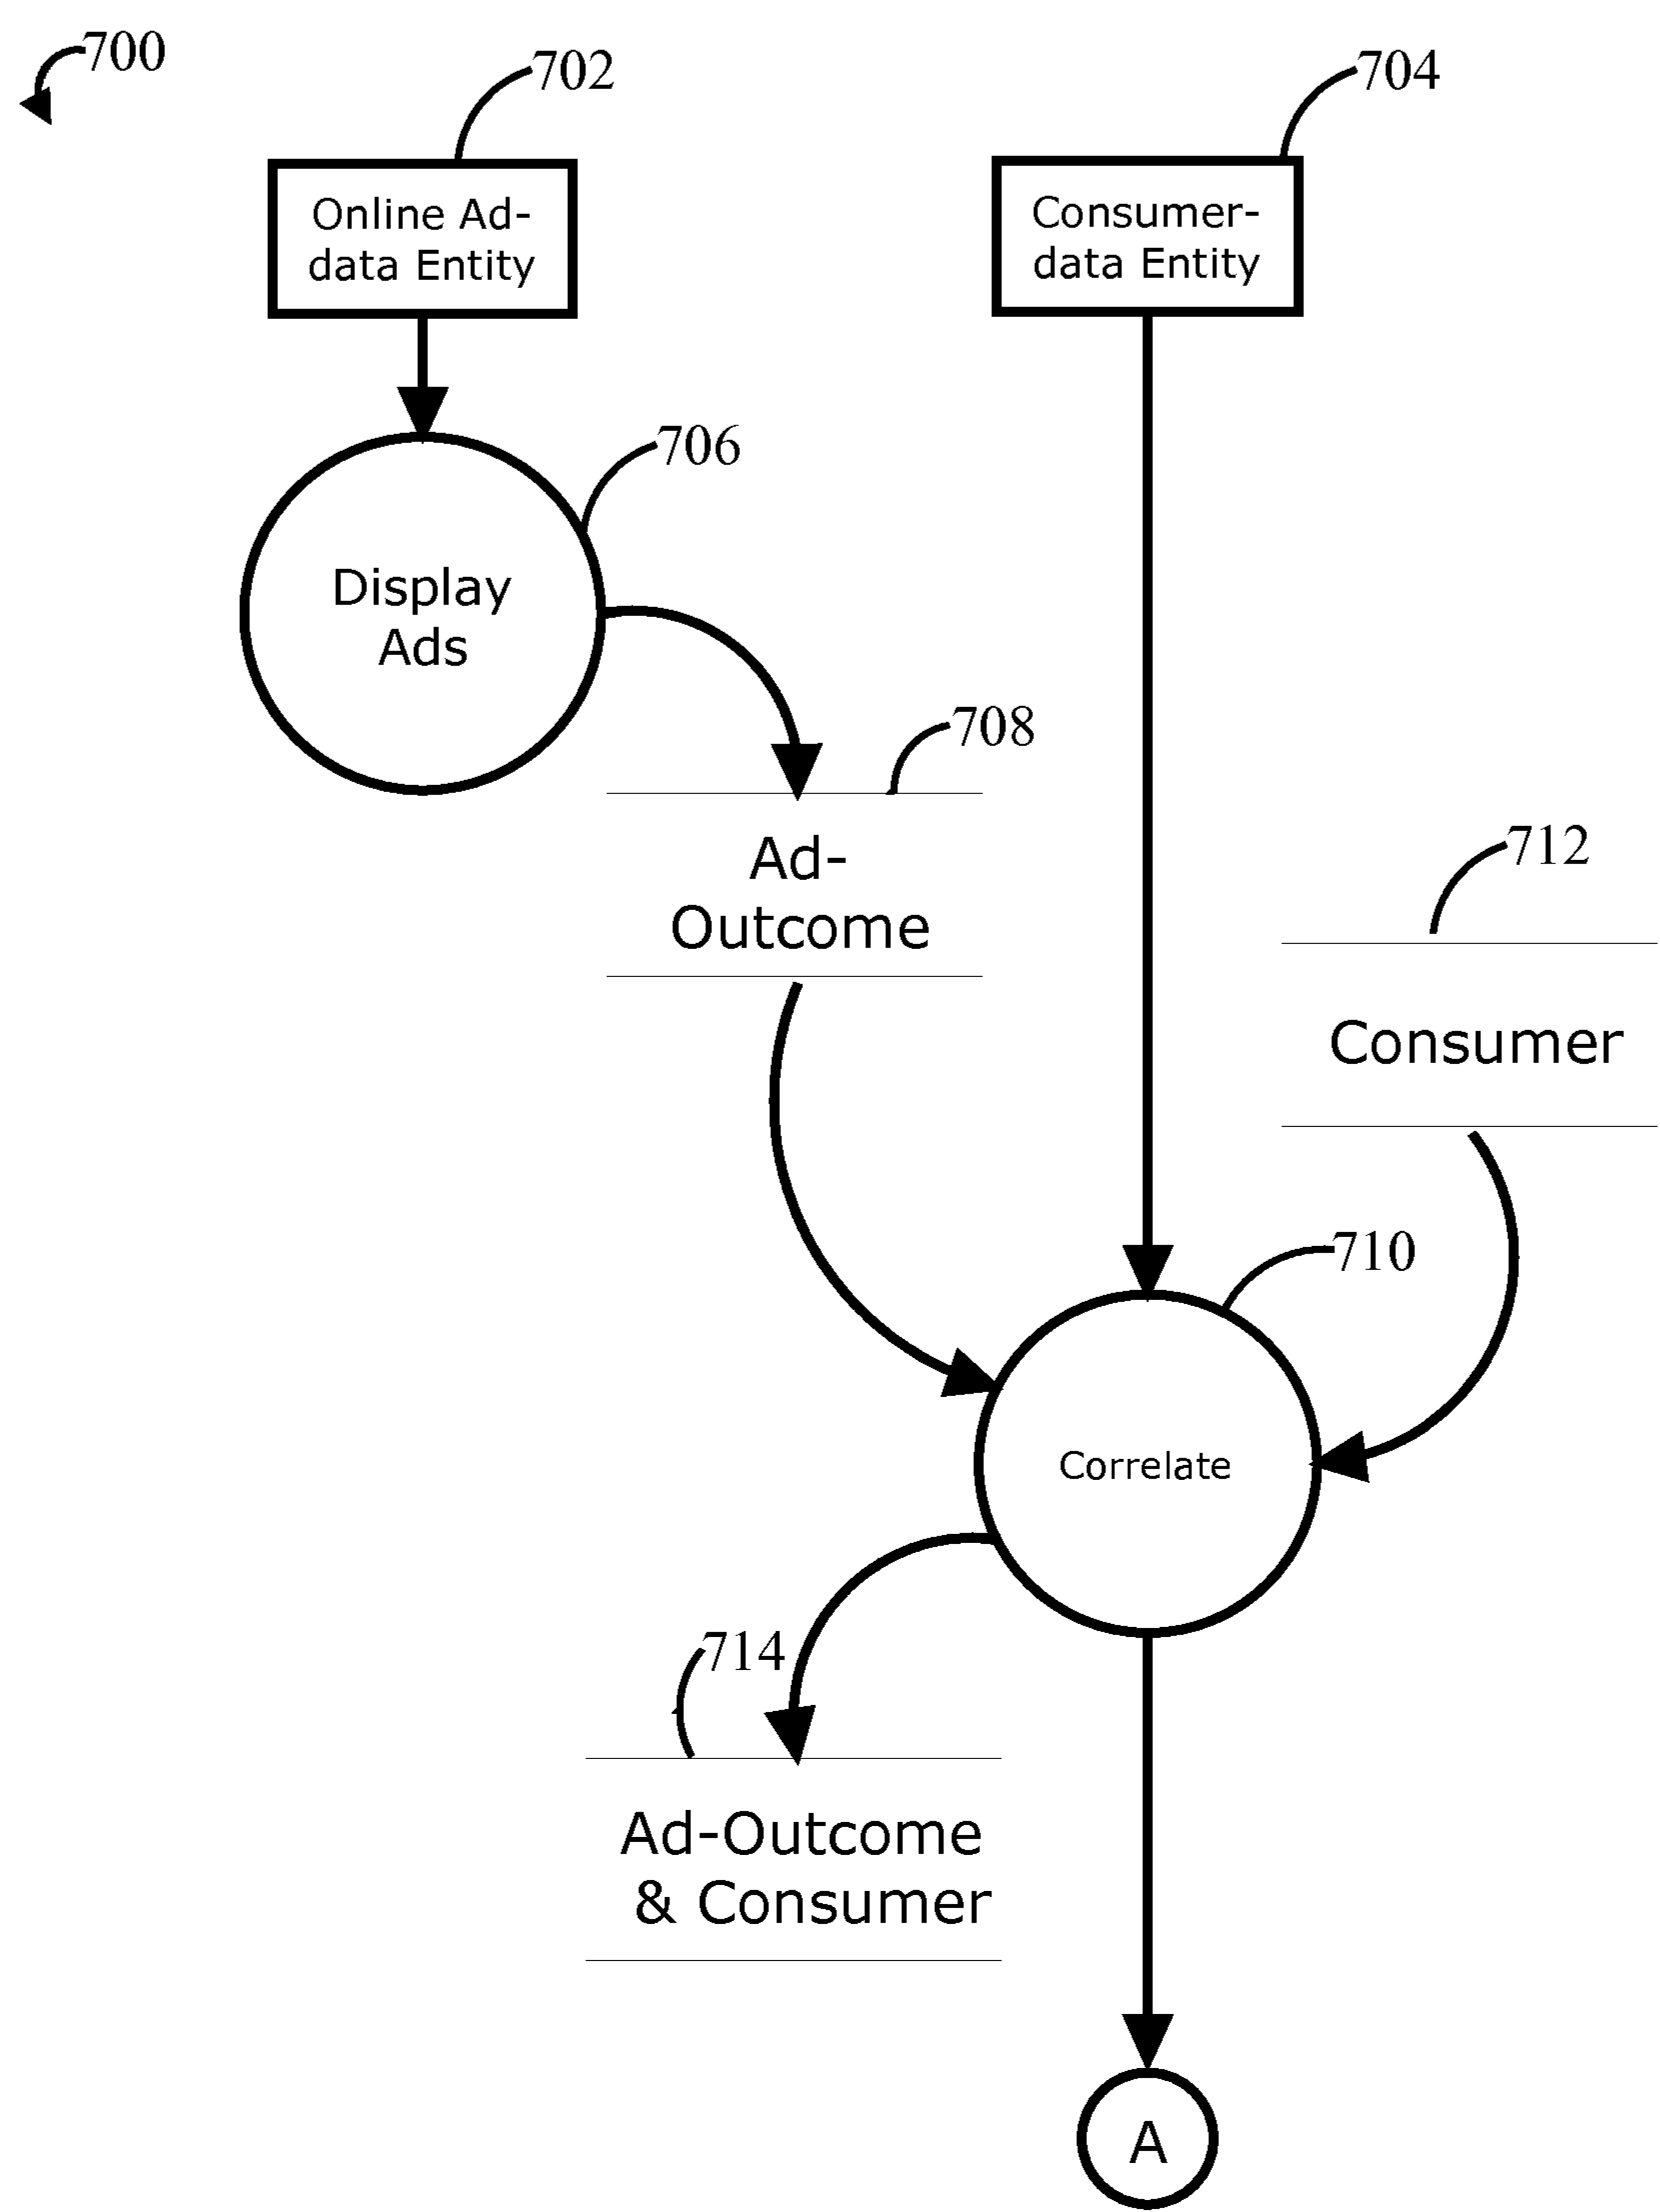 700
702
704
Online Ad-
data Entity
Consumer-
data Entity
706
Display
Ads
708
Ad-
Outcome
712
Consumer
710
Correlate
714
Ad-Outcome
& Consumer
A